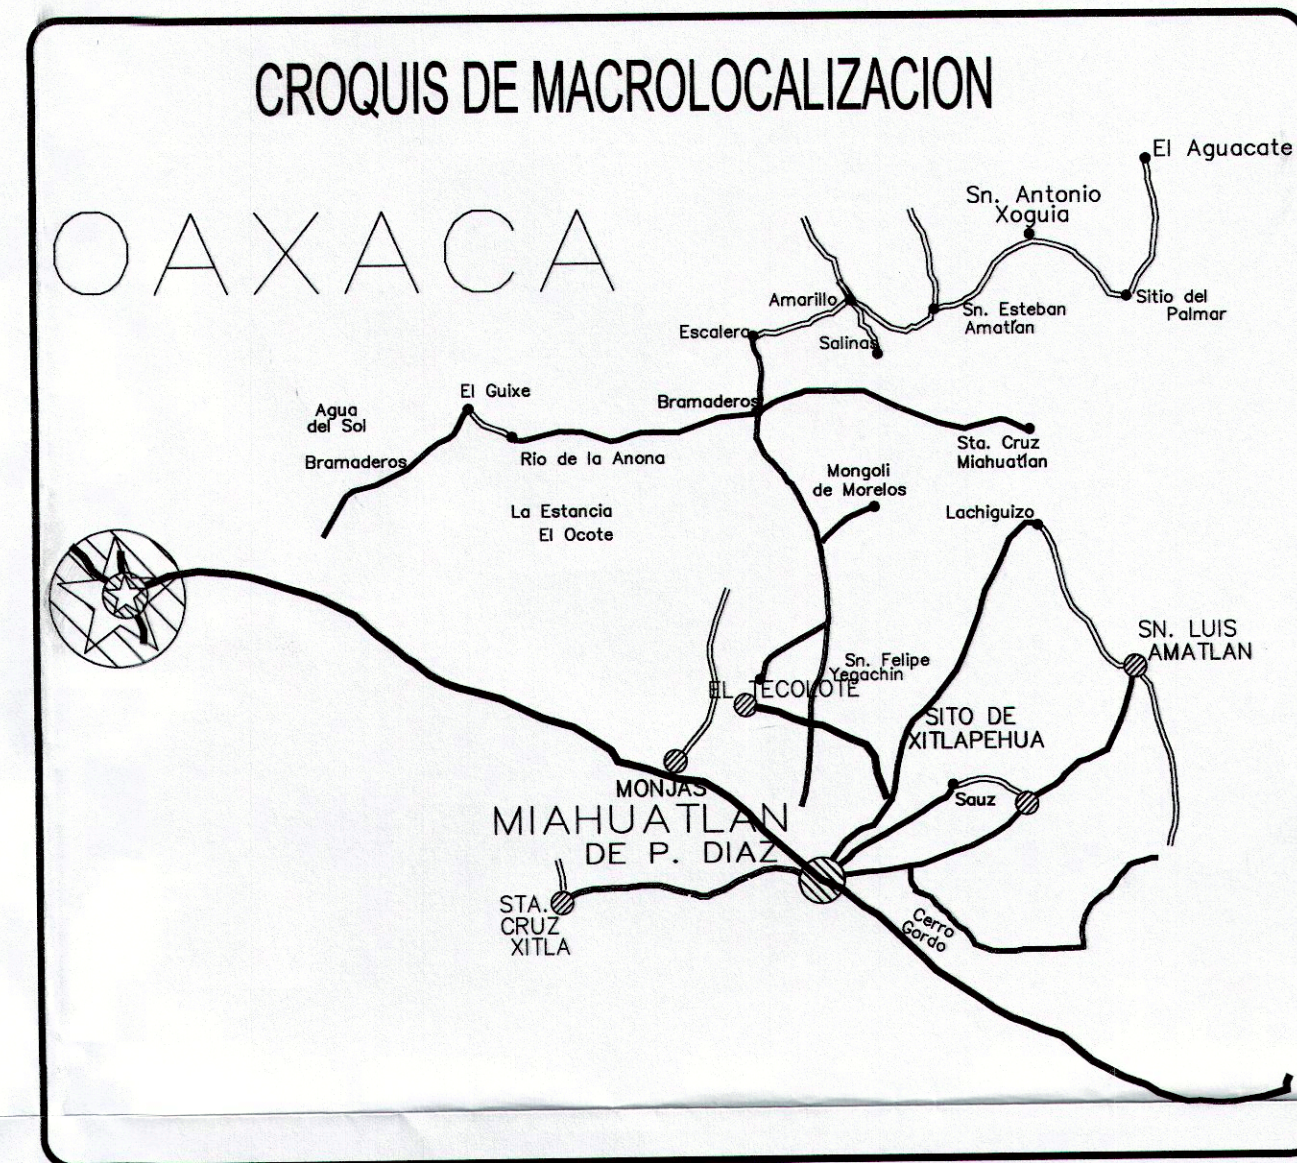 CROQUIS DE MACROLOCALIZACION
El Aguacate
Sn. Antonio
Xoguia
OAXACA
Amarillo
Sn. Esteban
Amatlan
Sitio del
Palmar
Escalera
Salinas
El Guixe
Bramaderos
Agua
del Sol
Bramaderos
Rio de la Anona
Sta. Cruz
Miahuatlan
Mongoli
de Morelos
La Estancia
El Ocote
Lachiguizo
SN. LUIS
AMATLAN
Sn. Felipe
Yegachin
EL TECOLOTE
SITO DE
XITLAPEHUA
MONJAS
Sauz
MIAHUATLAN
DE P. DIAZ
STA.
CRUZ
XITLA
Cerro
Gordo